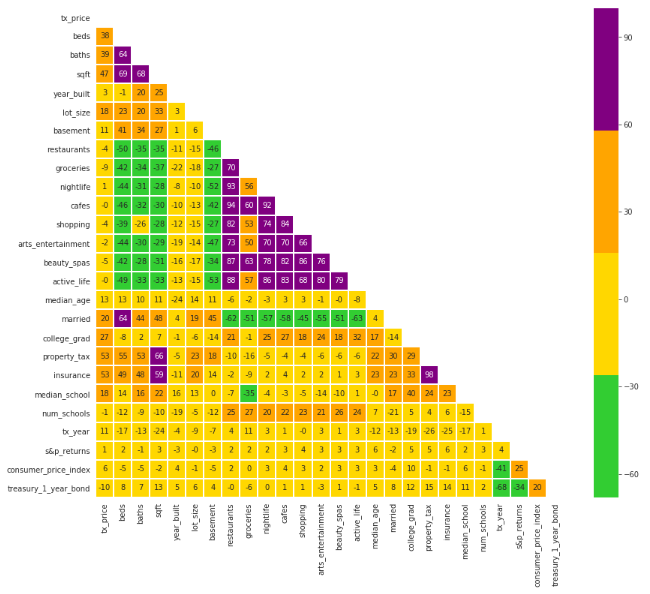 tx_price
beds 38
baths 39 64
sqft 47 69 68
year_built 3 -1 20 25
lot_size 18 23 20 33 3
basement 11 41 34 27 1 6
restaurants -4 -50 -35 -35 -11 -15 -46
groceries -9 -42 -34 -37 -22 -18 -27 70
nightlife 1 -44 -31 -28 -8 -10 -52 93 56
cafes -0 -46 -32 -30 -10 -13 -42 94 60 92
shopping -4 -39 -26 -28 -12 -15 -27 82 53 74 84
arts_entertainment -2 -44 -30 -29 -19 -14 -47 73 50 70 70 66
beauty_spas -5 -42 -28 -31 -16 -17 -34 87 63 78 82 86 76
active_life -0 -49 -33 -33 -13 -15 -53 88 57 86 83 68 80 79
median_age 13 13 10 11 -24 14 11 -6 -2 -3 3 3 -1 -0 -8
married 20 64 44 48 4 19 45 -62 -51 -57 -58 -45 -55 -51 -63 4
college_grad 27 -8 2 7 -1 -6 -14 21 -1 25 27 18 24 18 32 17 -14
property_tax 53 55 53 66 -5 23 18 -10 -16 -5 -4 -4 -6 -6 -6 22 30 29
insurance 53 49 48 59 -11 20 14 -2 -9 2 4 2 2 1 3 23 23 33 98
median_school 18 14 16 22 16 13 0 -7 -35 -4 -3 -5 -14 -10 1 -0 17 40 24 23
num_schools -1 -12 -9 -10 -19 -5 -12 25 27 20 22 23 21 26 24 7 -21 5 4 6 -15
tx_year 11 -17 -13 -24 -4 -9 -7 4 11 3 1 -0 3 1 3 -12 -13 -19 -26 -25 -17 1
s&p_returns 1 2 -1 3 -3 -0 -3 2 2 2 3 4 3 3 3 6 -2 5 5 6 2 3 4
consumer_price_index 6 -5 -5 -2 4 -1 -5 2 0 3 4 3 2 3 3 3 -4 10 -1 -1 6 -1 -41 25
treasury_1_year_bond -10 8 7 13 5 6 4 -0 -6 0 1 1 -3 1 -1 -5 8 12 15 14 11 2 -68 -34 20
tx_price beds baths sqft year_built lot_size basement restaurants groceries nightlife cafes shopping arts_entertainment beauty_spas active_life median_age married college_grad property_tax insurance median_school num_schools tx_year s&p_returns consumer_price_index treasury_1_year_bond
90
60
30
0
−30
−60